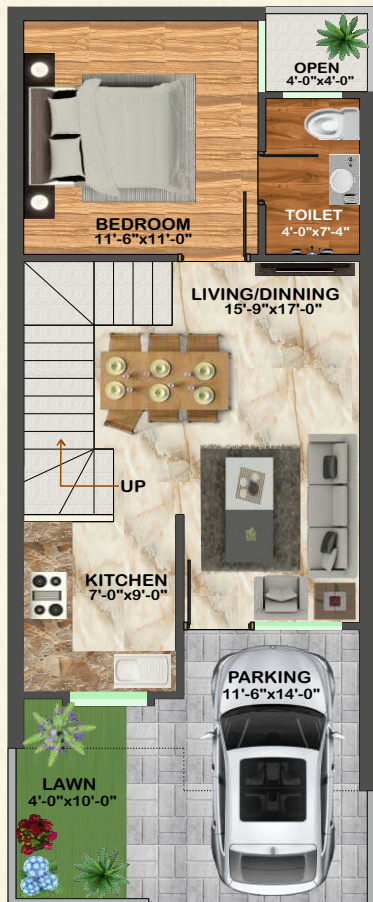 OPEN
4'-0"x4'-0"
TOILET
4'-0"x7'-4"
BEDROOM
11'-6"x11'-0"
LIVING/DINNING
15'-9"x17'-0"
UP
KITCHEN
7'-0"x9'-0"
PARKING
11'-6"x14'-0"
LAWN
4'-0"x10'-0"